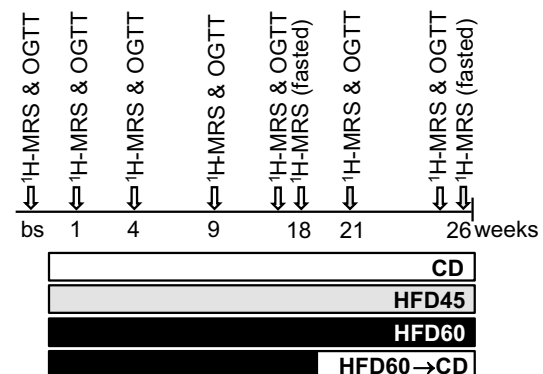 ¹H-MRS & OGTT
¹H-MRS & OGTT
¹H-MRS & OGTT
¹H-MRS & OGTT
¹H-MRS & OGTT
¹H-MRS (fasted)
¹H-MRS & OGTT
¹H-MRS & OGTT
¹H-MRS (fasted)
bs 1 4 9 18 21 26 weeks
CD
HFD45
HFD60
HFD60→CD